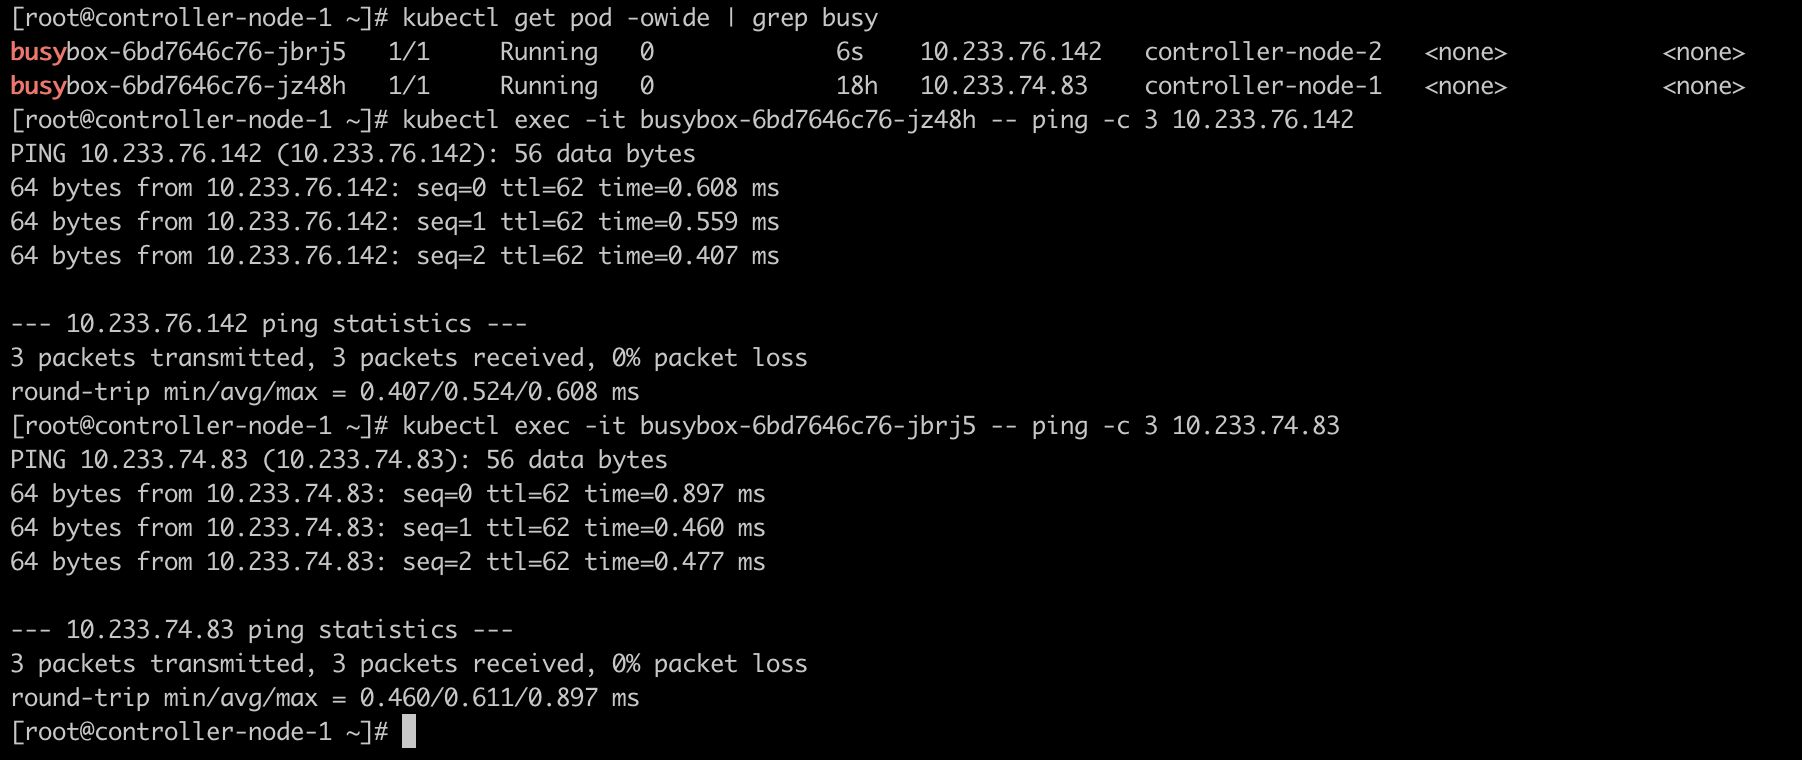 [root@controller-node-1 ~]# kubectl get pod -owide | grep busy
busybox-6bd7646c76-jbrj5   1/1     Running   0             6s    10.233.76.142   controller-node-2   <none>           <none>
busybox-6bd7646c76-jz48h   1/1     Running   0             18h   10.233.74.83    controller-node-1   <none>           <none>
[root@controller-node-1 ~]# kubectl exec -it busybox-6bd7646c76-jz48h -- ping -c 3 10.233.76.142
PING 10.233.76.142 (10.233.76.142): 56 data bytes
64 bytes from 10.233.76.142: seq=0 ttl=62 time=0.608 ms
64 bytes from 10.233.76.142: seq=1 ttl=62 time=0.559 ms
64 bytes from 10.233.76.142: seq=2 ttl=62 time=0.407 ms

--- 10.233.76.142 ping statistics ---
3 packets transmitted, 3 packets received, 0% packet loss
round-trip min/avg/max = 0.407/0.524/0.608 ms
[root@controller-node-1 ~]# kubectl exec -it busybox-6bd7646c76-jbrj5 -- ping -c 3 10.233.74.83
PING 10.233.74.83 (10.233.74.83): 56 data bytes
64 bytes from 10.233.74.83: seq=0 ttl=62 time=0.897 ms
64 bytes from 10.233.74.83: seq=1 ttl=62 time=0.460 ms
64 bytes from 10.233.74.83: seq=2 ttl=62 time=0.477 ms

--- 10.233.74.83 ping statistics ---
3 packets transmitted, 3 packets received, 0% packet loss
round-trip min/avg/max = 0.460/0.611/0.897 ms
[root@controller-node-1 ~]#